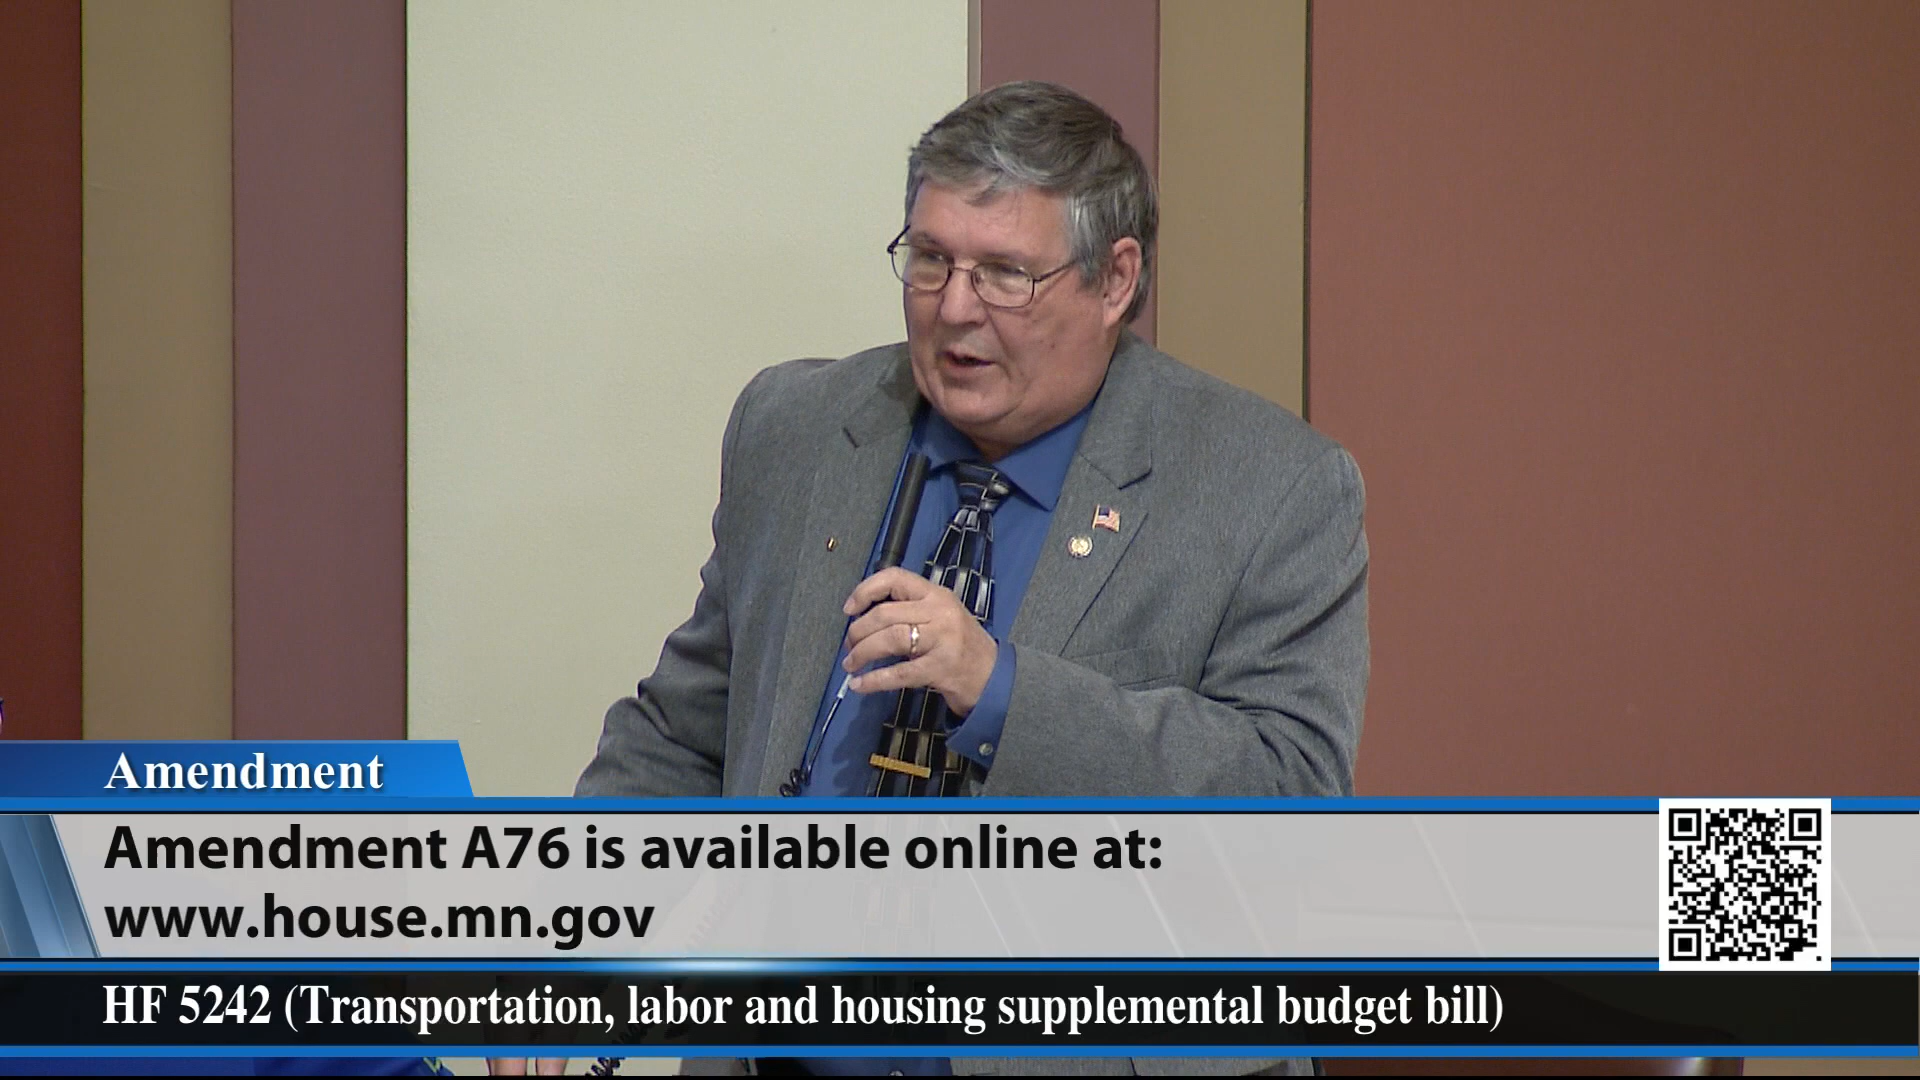 Amendment
Amendment A76 is available online at:
www.house.mn.gov
HF 5242 (Transportation, labor and housing supplemental budget bill)